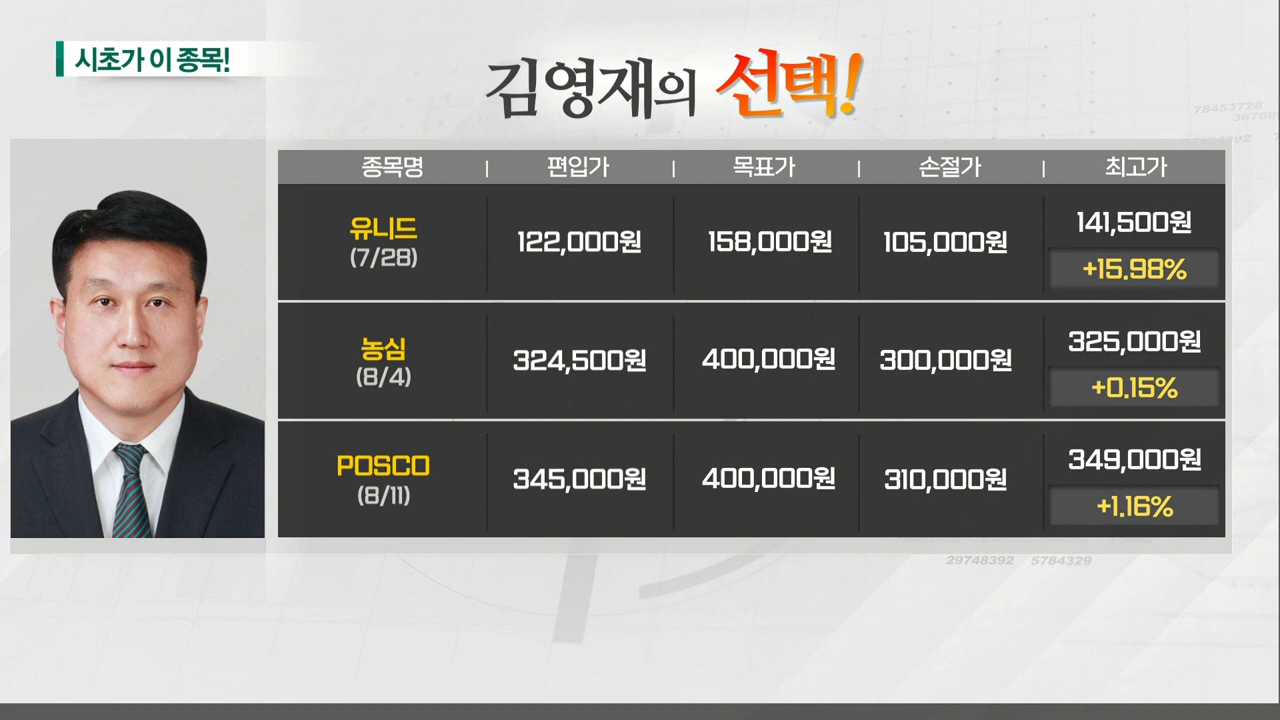 시초가 이 종목!
김영재의 선택!
종목명 | 편입가 | 목표가 | 손절가 | 최고가
유니드 (7/28) 122,000원 158,000원 105,000원 141,500원 +15.98%
농심 (8/4) 324,500원 400,000원 300,000원 325,000원 +0.15%
POSCO (8/11) 345,000원 400,000원 310,000원 349,000원 +1.16%
78453728
29748392 5784329